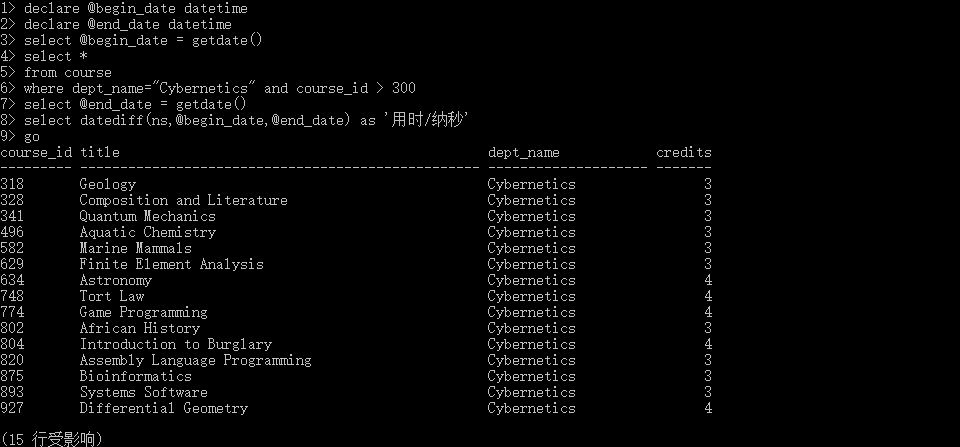 1> declare @begin_date datetime
2> declare @end_date datetime
3> select @begin_date = getdate()
4> select *
5> from course
6> where dept_name="Cybernetics" and course_id > 300
7> select @end_date = getdate()
8> select datediff(ns,@begin_date,@end_date) as '用时/纳秒'
9> go
course_id title                                              dept_name            credits
--------- -------------------------------------------------- -------------------- -------
318       Geology                                            Cybernetics                3
328       Composition and Literature                         Cybernetics                3
341       Quantum Mechanics                                  Cybernetics                3
496       Aquatic Chemistry                                  Cybernetics                3
582       Marine Mammals                                     Cybernetics                3
629       Finite Element Analysis                            Cybernetics                3
634       Astronomy                                          Cybernetics                4
748       Tort Law                                           Cybernetics                4
774       Game Programming                                   Cybernetics                4
802       African History                                    Cybernetics                3
804       Introduction to Burglary                           Cybernetics                4
820       Assembly Language Programming                      Cybernetics                3
875       Bioinformatics                                     Cybernetics                3
893       Systems Software                                   Cybernetics                3
927       Differential Geometry                              Cybernetics                4
(15 行受影响)